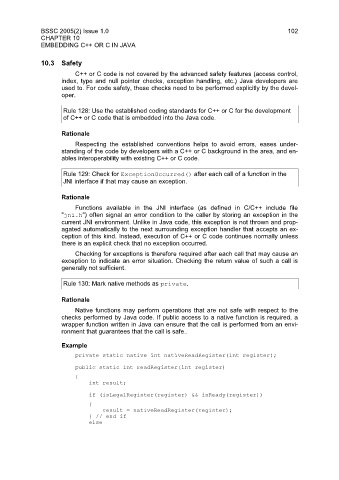 BSSC 2005(2) Issue 1.0 102
CHAPTER 10
EMBEDDING C++ OR C IN JAVA
10.3 Safety
C++ or C code is not covered by the advanced safety features (access control,
index, type and null pointer checks, exception handling, etc.) Java developers are
used to. For code safety, those checks need to be performed explicitly by the devel-
oper.
Rule 128: Use the established coding standards for C++ or C for the development
of C++ or C code that is embedded into the Java code.
Rationale
Respecting the established conventions helps to avoid errors, eases under-
standing of the code by developers with a C++ or C background in the area, and en-
ables interoperability with existing C++ or C code.
Rule 129: Check for ExceptionOccurred() after each call of a function in the
JNI interface if that may cause an exception.
Rationale
Functions available in the JNI interface (as defined in C/C++ include file
"jni.h") often signal an error condition to the caller by storing an exception in the
current JNI environment. Unlike in Java code, this exception is not thrown and prop-
agated automatically to the next surrounding exception handler that accepts an ex-
ception of this kind. Instead, execution of C++ or C code continues normally unless
there is an explicit check that no exception occurred.
Checking for exceptions is therefore required after each call that may cause an
exception to indicate an error situation. Checking the return value of such a call is
generally not sufficient.
Rule 130: Mark native methods as private.
Rationale
Native functions may perform operations that are not safe with respect to the
checks performed by Java code. If public access to a native function is required, a
wrapper function written in Java can ensure that the call is performed from an envi-
ronment that guarantees that the call is safe..
Example
private static native int nativeReadRegister(int register);
public static int readRegister(int register)
{
int result;
if (isLegalRegister(register) && isReady(register))
{
result = nativeReadRegister(register);
} // end if
else